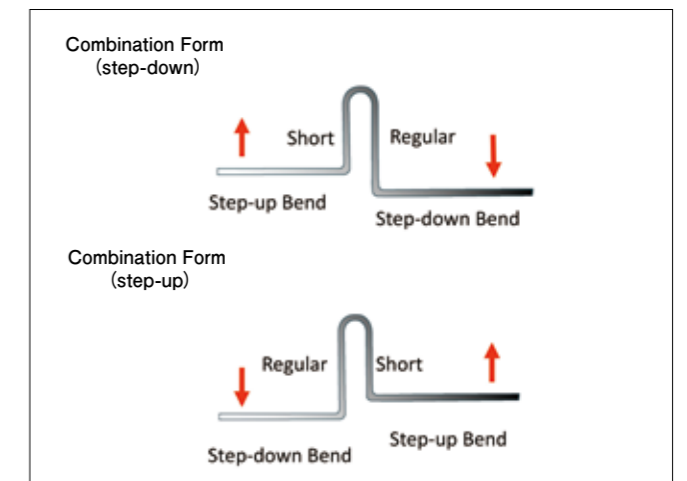 Combination Form
(step-down)
Short
Regular
Step-up Bend
Step-down Bend
Combination Form
(step-up)
Regular
Short
Step-up Bend
Step-down Bend